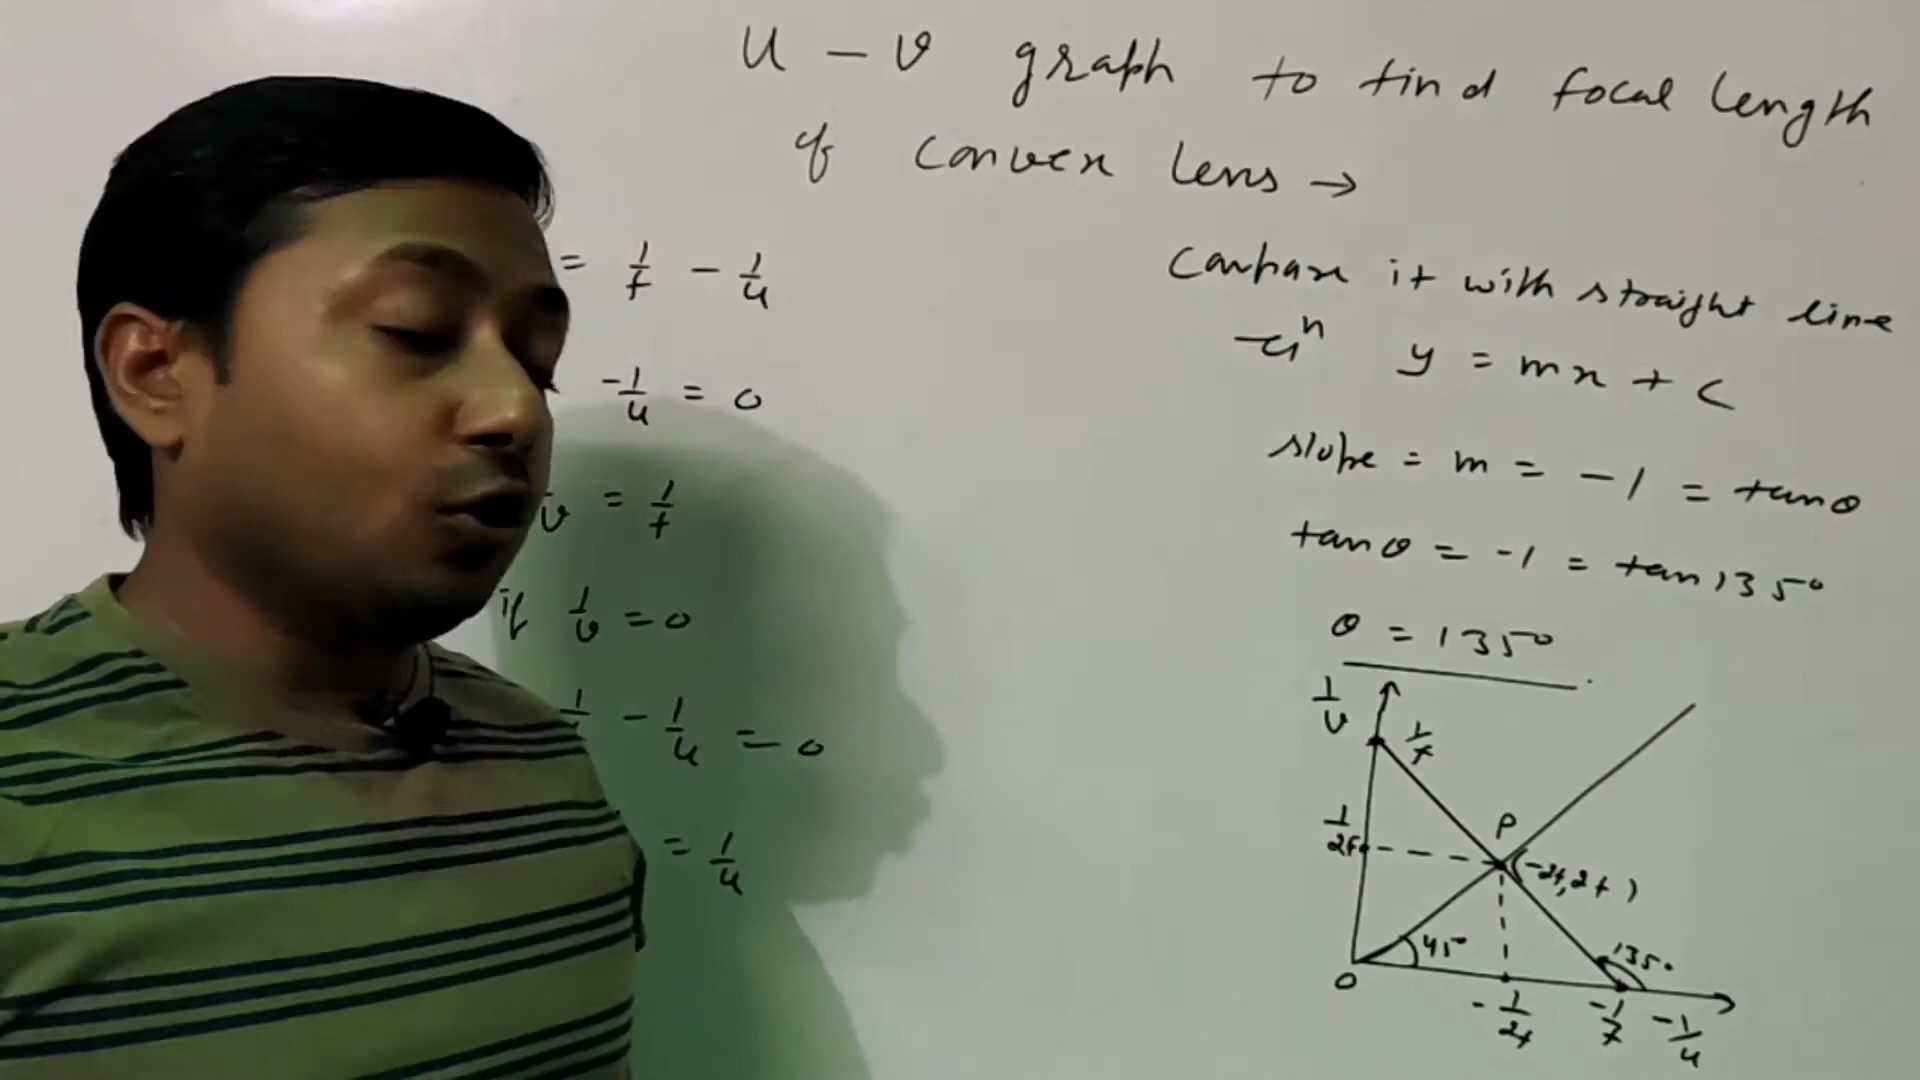 u - v graph to find focal length
of convex lens →
= 1/f - 1/u
-1/u = 0
v = 1/f
if 1/v = 0
- 1/u = 0
= 1/u
Compare it with straight line
y = mx + c
slope = m = -1 = tanθ
tanθ = -1 = tan135°
θ = 135°
1/v
1/f
P
1/2f
(-2f, 2f)
45°
135°
O
-1/2f
-1/f
-1/u